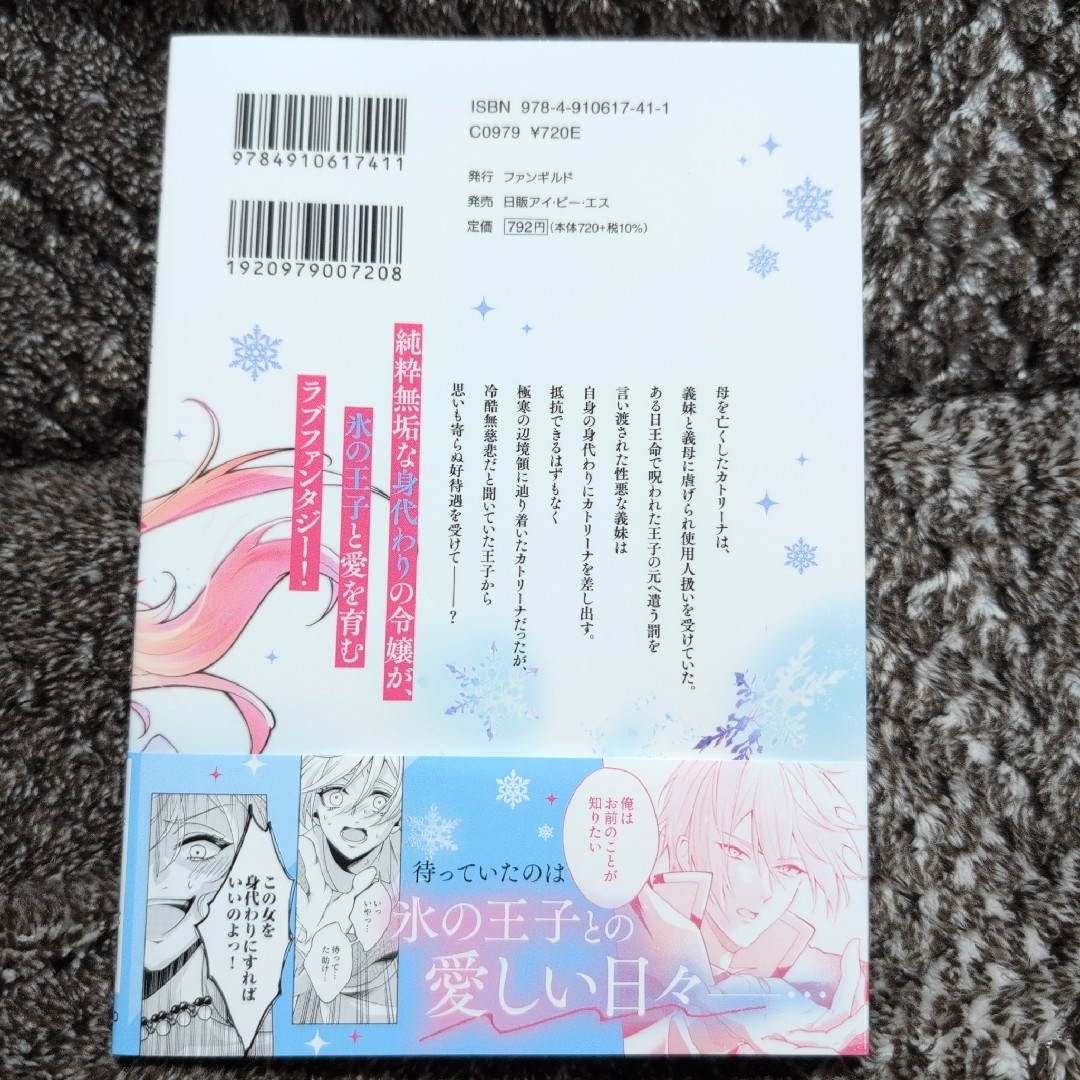 9784910617411
1920979007208
ISBN 978-4-910617-41-1
C0979 ¥720E
発行 ファンギルド
発売 日販アイ・ピー・エス
定価 792円(本体720+税10%)
母を亡くしたカトリーナは、
義妹と義母に虐げられ使用人扱いを受けていた。
ある日王命で呪われた王子の元へ遣う罰を
言い渡された性悪な義妹は
自身の身代わりにカトリーナを差し出す。
抵抗できるはずもなく
極寒の辺境領に辿り着いたカトリーナだったが、
冷酷無慈悲だと聞いていた王子から
思いも寄らぬ好待遇を受けて――?
純粋無垢な身代わりの令嬢が、
氷の王子と愛を育む
ラブファンタジー!
俺は
お前のことが
知りたい
待っていたのは
氷の王子との
愛しい日々――…
いっ
いやっ…
待って…
た助け…
この女を
身代わりにすれば
いいのよっ!